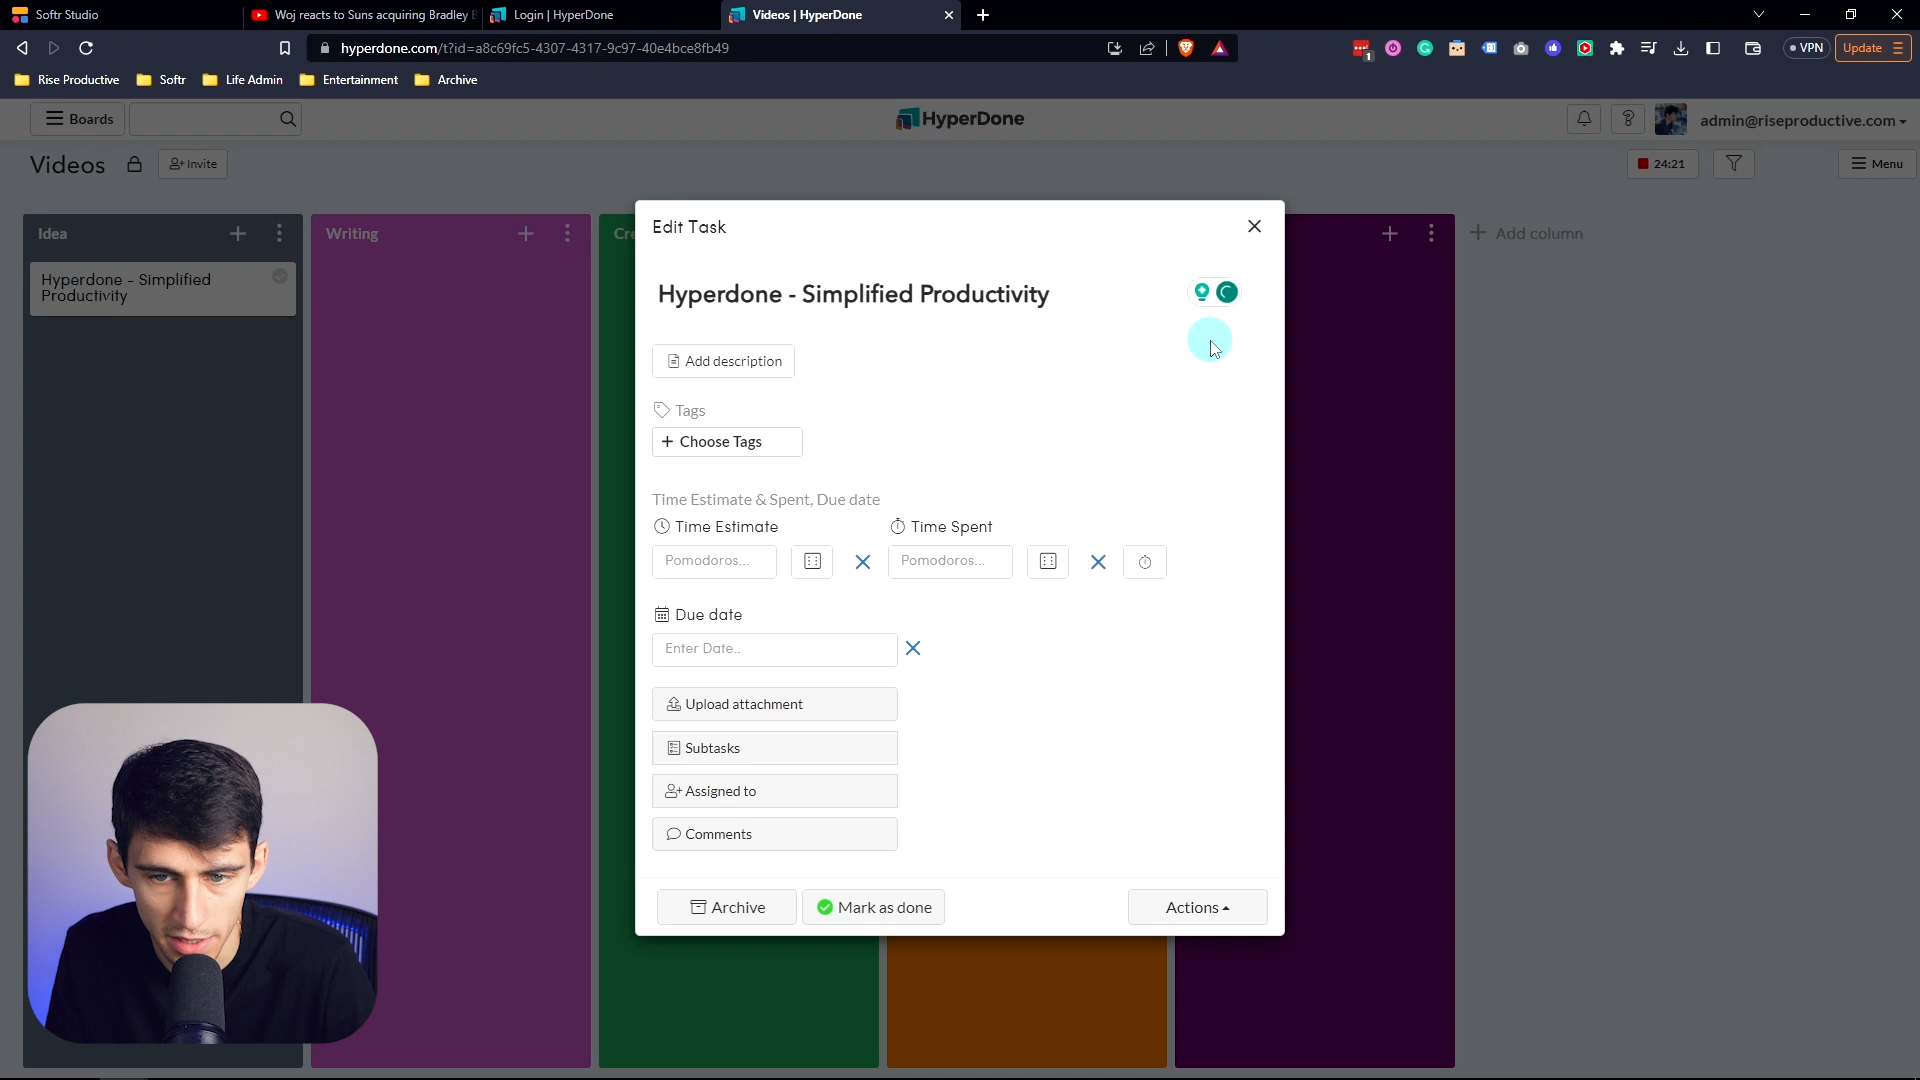 Softr Studio
Woj reacts to Suns acquiring Bradley
Login | HyperDone
Videos | HyperDone
hyperdone.com/t?id=a8c69fc5-4307-4317-9c97-40e4bce8fb49
1
VPN
Update
Rise Productive
Softr
Life Admin
Entertainment
Archive
Boards
HyperDone
?
admin@riseproductive.com
Videos
Invite
24:21
Menu
Idea
Writing
Cre
Add column
Hyperdone - Simplified
Productivity
Edit Task
Hyperdone - Simplified Productivity
Add description
Tags
+ Choose Tags
Time Estimate & Spent, Due date
Time Estimate
Time Spent
Pomodoros...
Pomodoros...
Due date
Enter Date..
Upload attachment
Subtasks
Assigned to
Comments
Archive
Mark as done
Actions